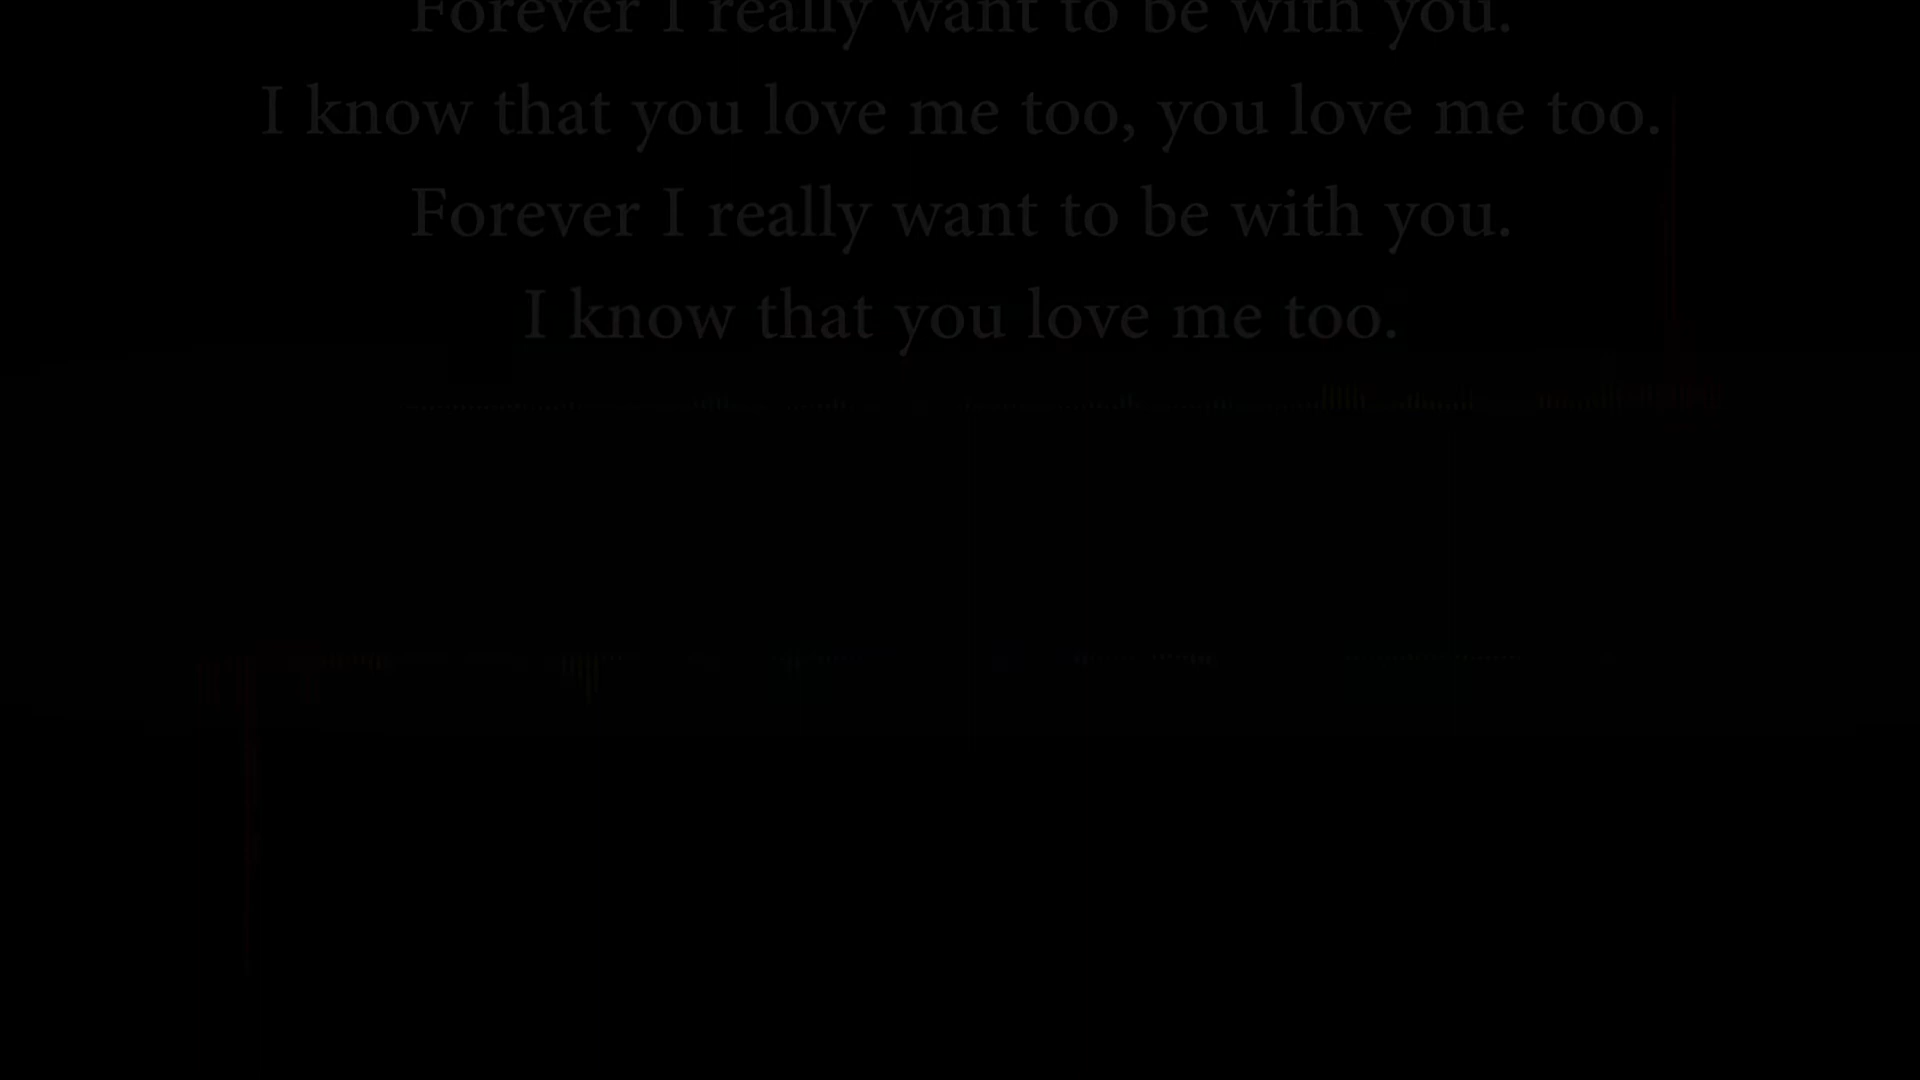 Forever I really want to be with you.
I know that you love me too, you love me too.
Forever I really want to be with you.
I know that you love me too.